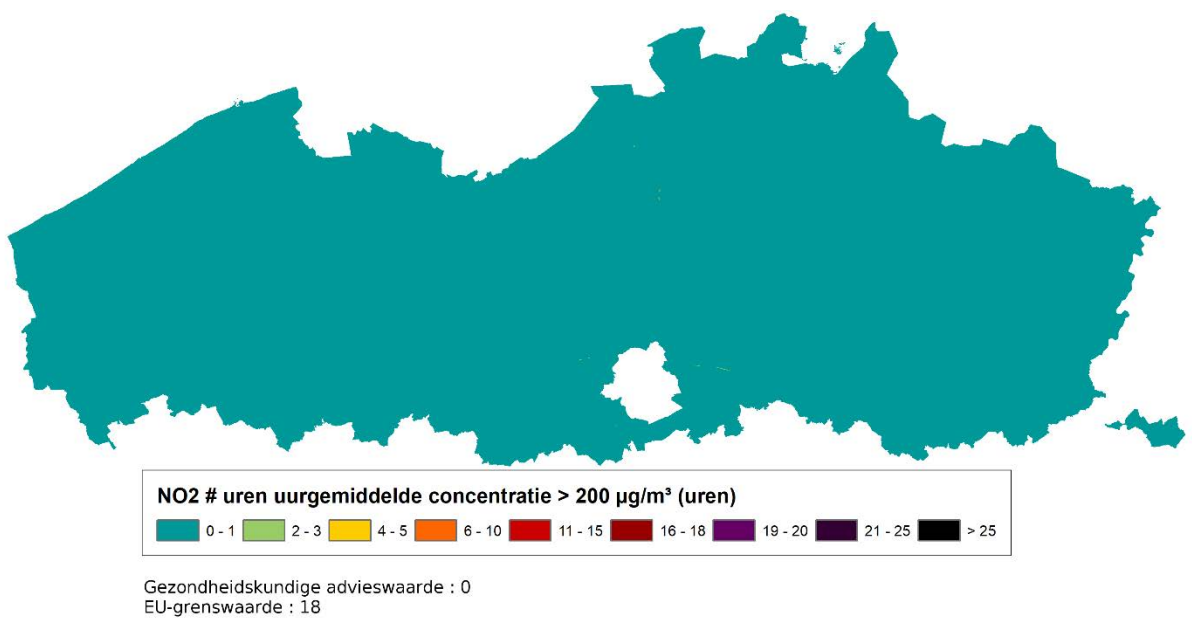 NO2 # uren uurgemiddelde concentratie > 200 µg/m³ (uren)
0 - 1 2 - 3 4 - 5 6 - 10 11 - 15 16 - 18 19 - 20 21 - 25 > 25
Gezondheidskundige advieswaarde : 0
EU-grenswaarde : 18